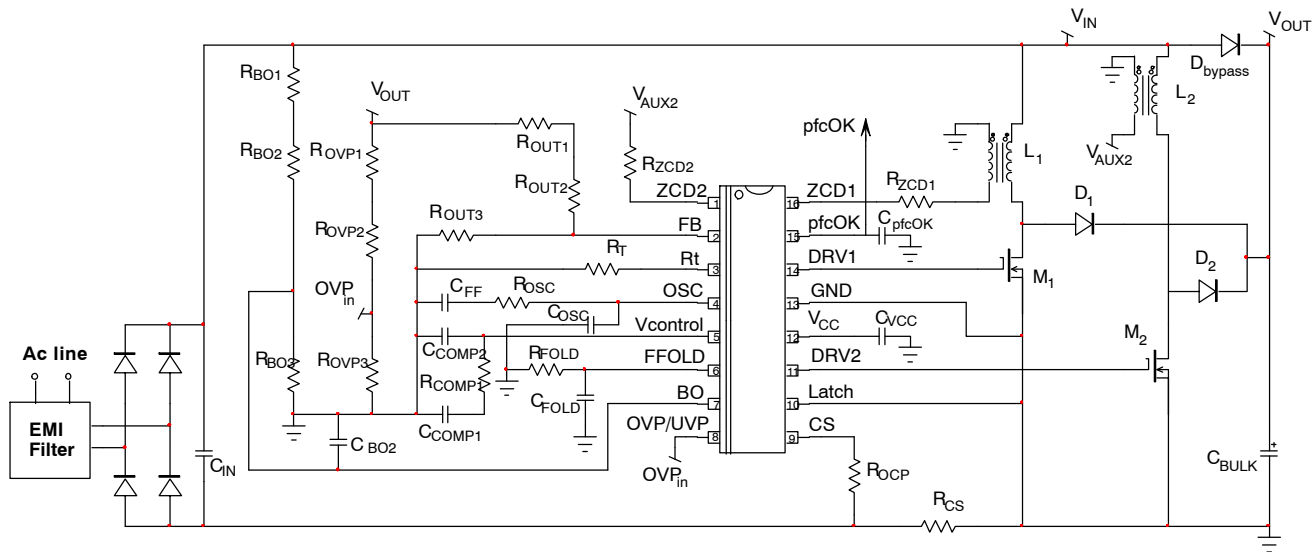 V_IN
V_OUT
R_BO1
V_OUT
V_AUX2
pfcOK
D_bypass
L_2
R_BO2
R_OVP1
R_OUT1
R_ZCD2
L_1
V_AUX2
R_OUT2
ZCD2
1
16
ZCD1
R_ZCD1
D_1
R_OVP2
R_OUT3
FB
2
15
pfcOK
C_pfcOK
R_T
Rt
3
14
DRV1
M_1
D_2
OVP_in
C_FF
R_OSC
OSC
4
13
GND
C_OSC
Vcontrol
5
12
V_CC
C_VCC
M_2
Ac line
R_BO3
R_OVP3
C_COMP2
R_FOLD
FFOLD
6
11
DRV2
R_COMP1
C_FOLD
BO
7
10
Latch
EMI
Filter
C_COMP1
OVP/UVP
8
9
CS
C_IN
C_BO2
OVP_in
R_OCP
C_BULK
+
R_CS